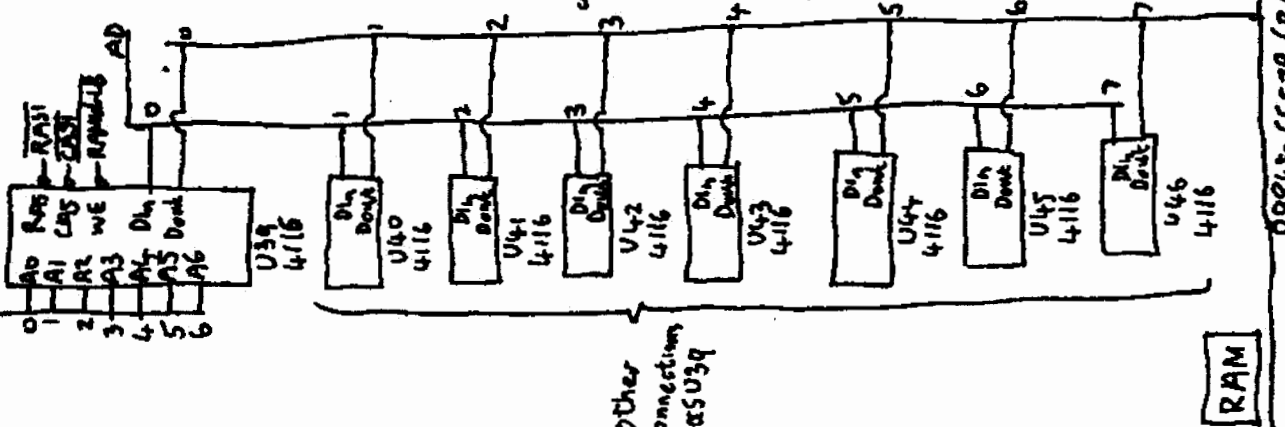 AD
0
1
2
3
4
5
6
7
0
1
2
3
4
5
6
7
RAS1
CAS1
RAS
CAS
WE
Din
Dout
A0
A1
A2
A3
A4
A5
A6
0
1
2
3
4
5
6
U39
4116
Din
Dout
U40
4116
Din
Dout
U41
4116
Din
Dout
U42
4116
Din
Dout
U43
4116
Din
Dout
U44
4116
Din
Dout
U45
4116
Din
Dout
U46
4116
other
onnections
as U39
RAM